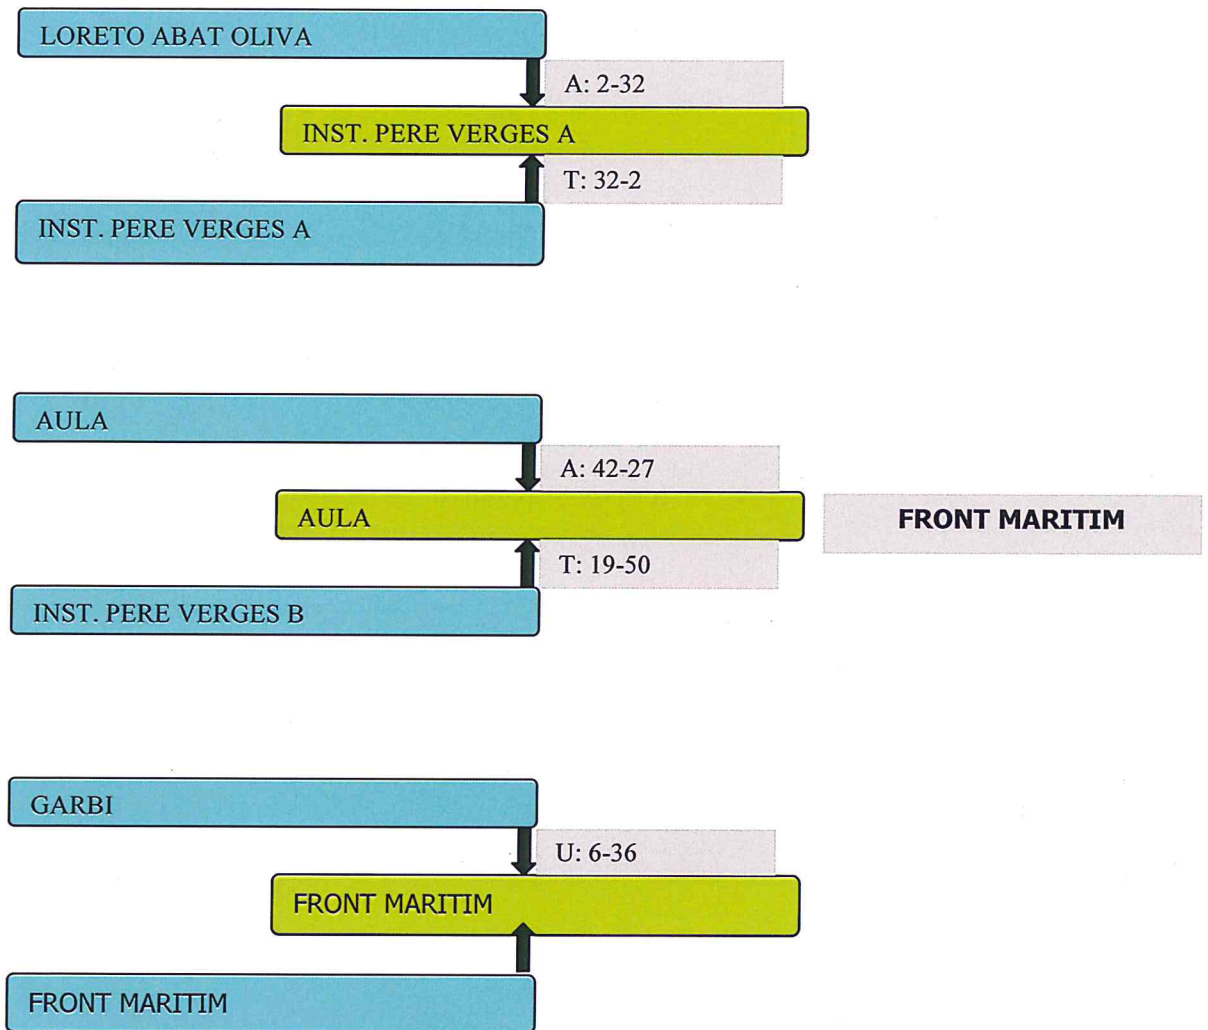 LORETO ABAT OLIVA
A: 2-32
INST. PERE VERGES A
T: 32-2
INST. PERE VERGES A
AULA
A: 42-27
AULA
FRONT MARITIM
T: 19-50
INST. PERE VERGES B
GARBI
U: 6-36
FRONT MARITIM
FRONT MARITIM